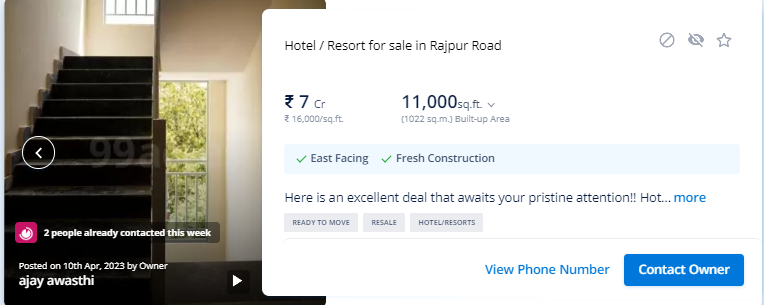 Hotel / Resort for sale in Rajpur Road
₹ 7 Cr
₹ 16,000/sq.ft.
11,000sq.ft.
(1022 sq.m.) Built-up Area
East Facing
Fresh Construction
Here is an excellent deal that awaits your pristine attention!! Hot... more
READY TO MOVE
RESALE
HOTEL/RESORTS
2 people already contacted this week
Posted on 10th Apr, 2023 by Owner
ajay awasthi
View Phone Number
Contact Owner